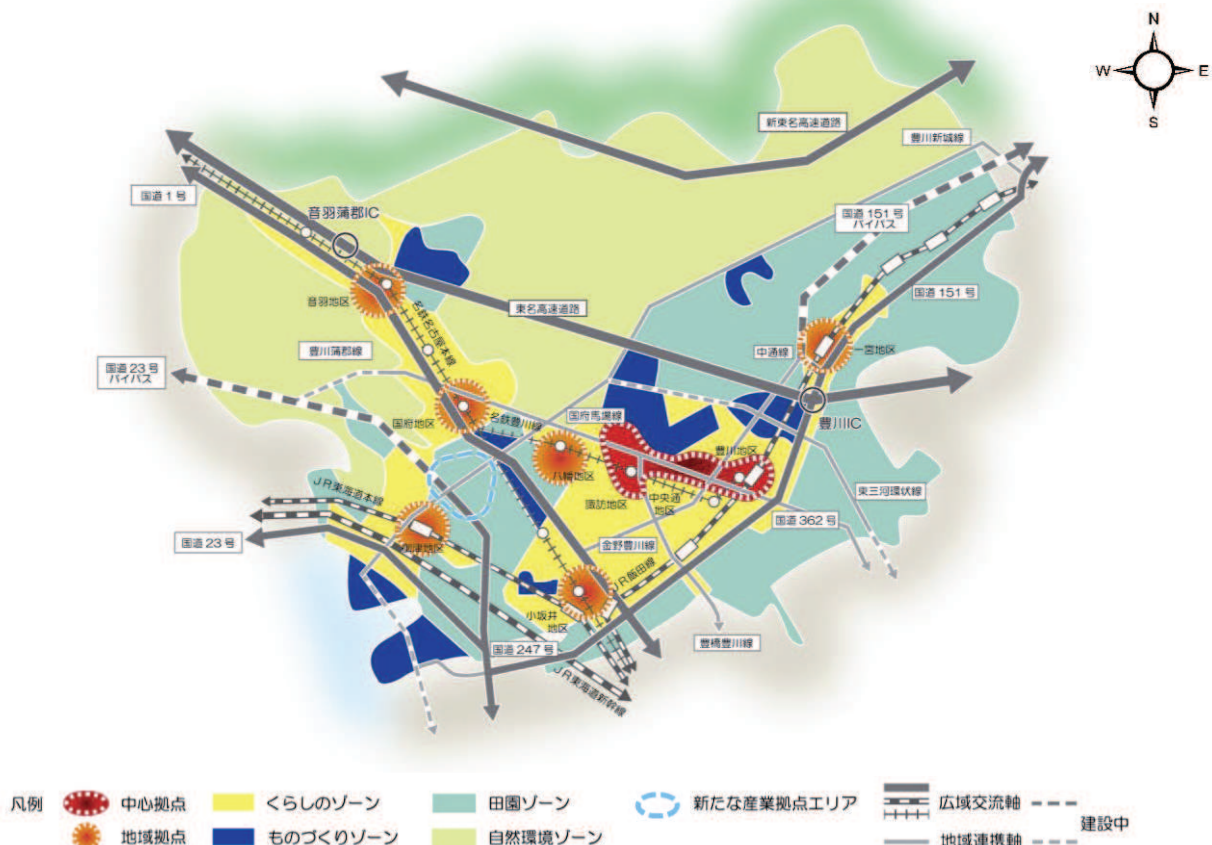 N
W
E
S
新東名高速道路
豊川新城線
国道1号
音羽蒲郡IC
国道151号
バイパス
国道151号
音羽地区
東名高速道路
名鉄名古屋本線
豊川蒲郡線
中通線
一宮地区
国道23号
バイパス
国府地区
名鉄豊川線
国府馬場線
豊川IC
八幡地区
豊川地区
諏訪地区
中央通
地区
東三河環状線
JR東海道本線
国道362号
国道23号
御津地区
金野豊川線
JR飯田線
小坂井
地区
国道247号
豊橋豊川線
JR東海道新幹線
凡例
中心拠点
くらしのゾーン
田園ゾーン
新たな産業拠点エリア
広域交流軸
建設中
地域拠点
ものづくりゾーン
自然環境ゾーン
地域連携軸